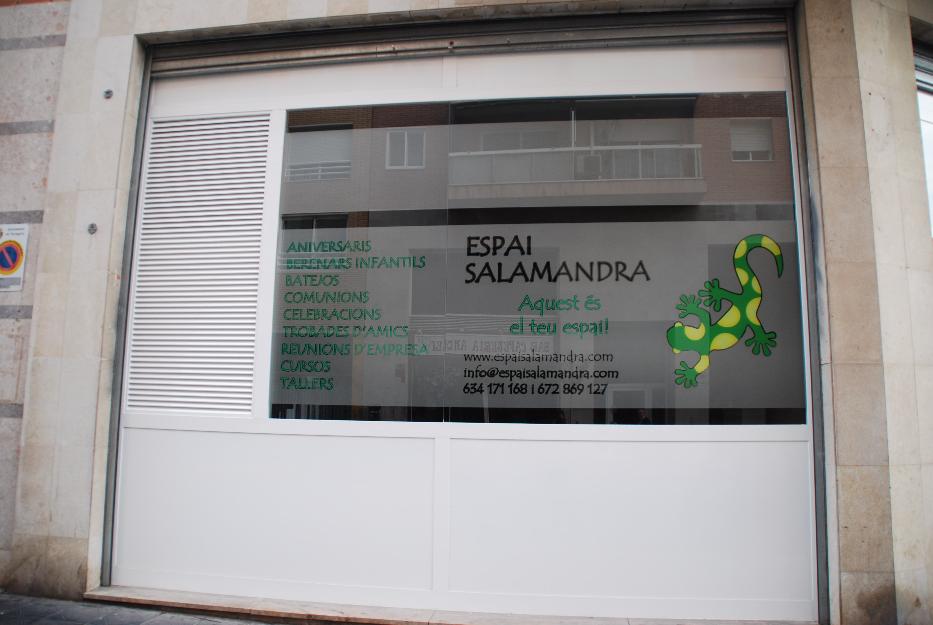 ANIVERSARIS
BERENARS INFANTILS
BATEJOS
COMUNIONS
CELEBRACIONS
TROBADES D'AMICS
REUNIONS D'EMPRESA
CURSOS
TALLERS
ESPAI
SALAMANDRA
Aquest és
el teu espai!
www.espaisalamandra.com
info@espaisalamandra.com
634 171 168 | 672 869 127